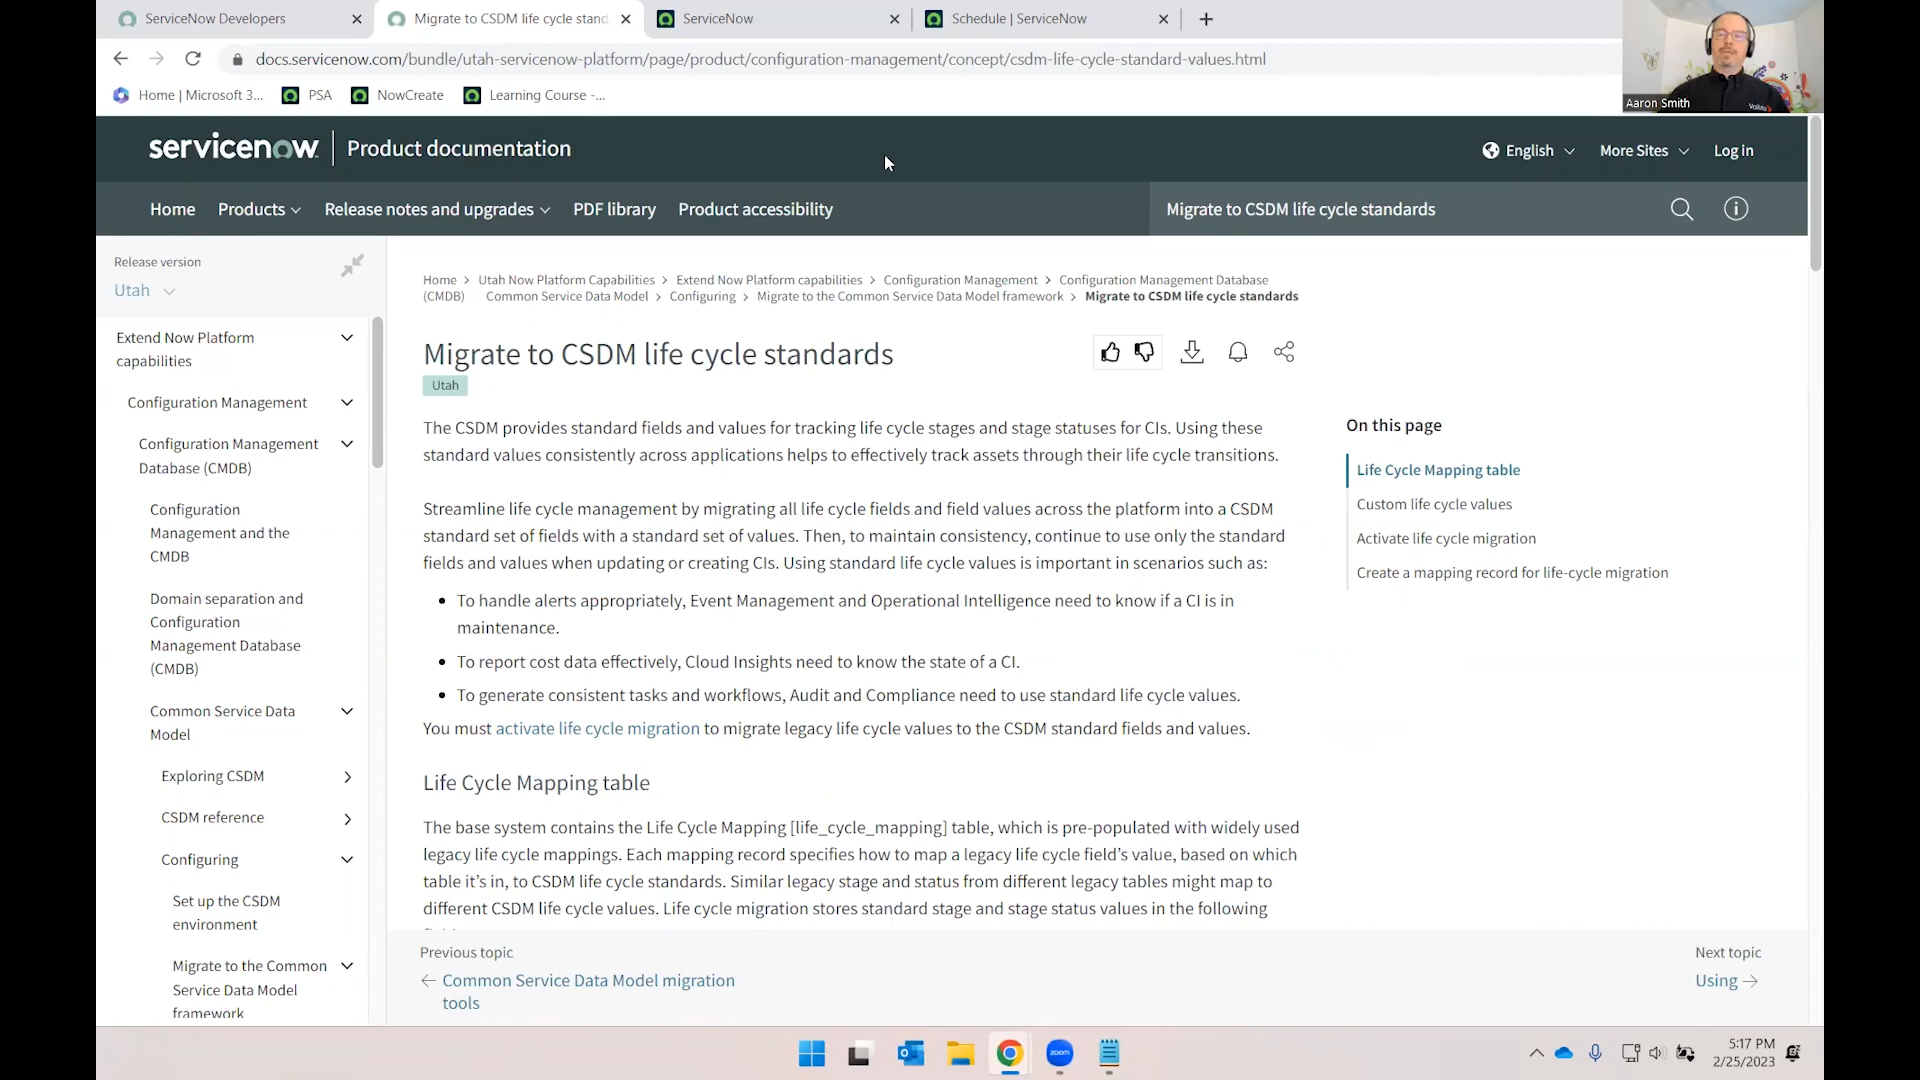 ServiceNow Developers
Migrate to CSDM life cycle stand
ServiceNow
Schedule | ServiceNow
docs.servicenow.com/bundle/utah-servicenow-platform/page/product/configuration-management/concept/csdm-life-cycle-standard-values.html
Home | Microsoft 3...
PSA
NowCreate
Learning Course -...
Aaron Smith
servicenow
Product documentation
English
More Sites
Log in
Home
Products
Release notes and upgrades
PDF library
Product accessibility
Migrate to CSDM life cycle standards
Release version
Utah
Extend Now Platform
capabilities
Configuration Management
Configuration Management
Database (CMDB)
Configuration
Management and the
CMDB
Domain separation and
Configuration
Management Database
(CMDB)
Common Service Data
Model
Exploring CSDM
CSDM reference
Configuring
Set up the CSDM
environment
Migrate to the Common
Service Data Model
framework
Home > Utah Now Platform Capabilities > Extend Now Platform capabilities > Configuration Management > Configuration Management Database
(CMDB) Common Service Data Model > Configuring > Migrate to the Common Service Data Model framework > Migrate to CSDM life cycle standards
Migrate to CSDM life cycle standards
Utah
The CSDM provides standard fields and values for tracking life cycle stages and stage statuses for CIs. Using these
standard values consistently across applications helps to effectively track assets through their life cycle transitions.
Streamline life cycle management by migrating all life cycle fields and field values across the platform into a CSDM
standard set of fields with a standard set of values. Then, to maintain consistency, continue to use only the standard
fields and values when updating or creating CIs. Using standard life cycle values is important in scenarios such as:
• To handle alerts appropriately, Event Management and Operational Intelligence need to know if a CI is in
maintenance.
• To report cost data effectively, Cloud Insights need to know the state of a CI.
• To generate consistent tasks and workflows, Audit and Compliance need to use standard life cycle values.
You must activate life cycle migration to migrate legacy life cycle values to the CSDM standard fields and values.
Life Cycle Mapping table
The base system contains the Life Cycle Mapping [life_cycle_mapping] table, which is pre-populated with widely used
legacy life cycle mappings. Each mapping record specifies how to map a legacy life cycle field's value, based on which
table it's in, to CSDM life cycle standards. Similar legacy stage and status from different legacy tables might map to
different CSDM life cycle values. Life cycle migration stores standard stage and stage status values in the following
On this page
Life Cycle Mapping table
Custom life cycle values
Activate life cycle migration
Create a mapping record for life-cycle migration
Previous topic
← Common Service Data Model migration
tools
Next topic
Using →
zoom
5:17 PM
2/25/2023